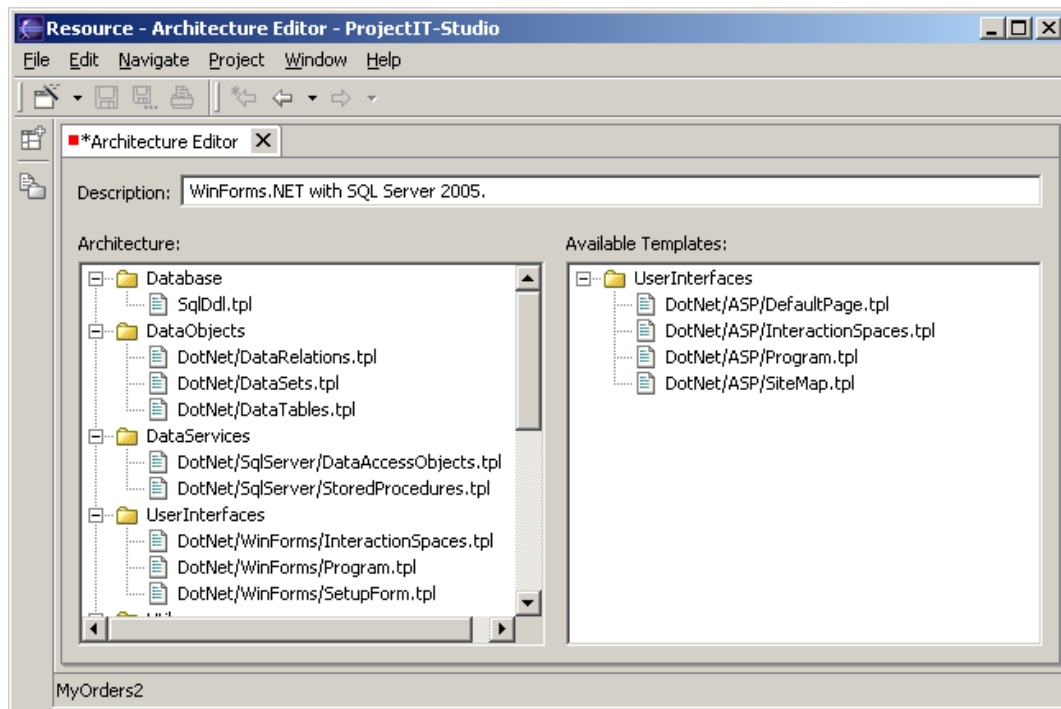 Resource - Architecture Editor - ProjectIT-Studio
File Edit Navigate Project Window Help
*Architecture Editor
Description: WinForms.NET with SQL Server 2005.
Architecture:
Database
SqlDdl.tpl
DataObjects
DotNet/DataRelations.tpl
DotNet/DataSets.tpl
DotNet/DataTables.tpl
DataServices
DotNet/SqlServer/DataAccessObjects.tpl
DotNet/SqlServer/StoredProcedures.tpl
UserInterfaces
DotNet/WinForms/InteractionSpaces.tpl
DotNet/WinForms/Program.tpl
DotNet/WinForms/SetupForm.tpl
Available Templates:
UserInterfaces
DotNet/ASP/DefaultPage.tpl
DotNet/ASP/InteractionSpaces.tpl
DotNet/ASP/Program.tpl
DotNet/ASP/SiteMap.tpl
MyOrders2